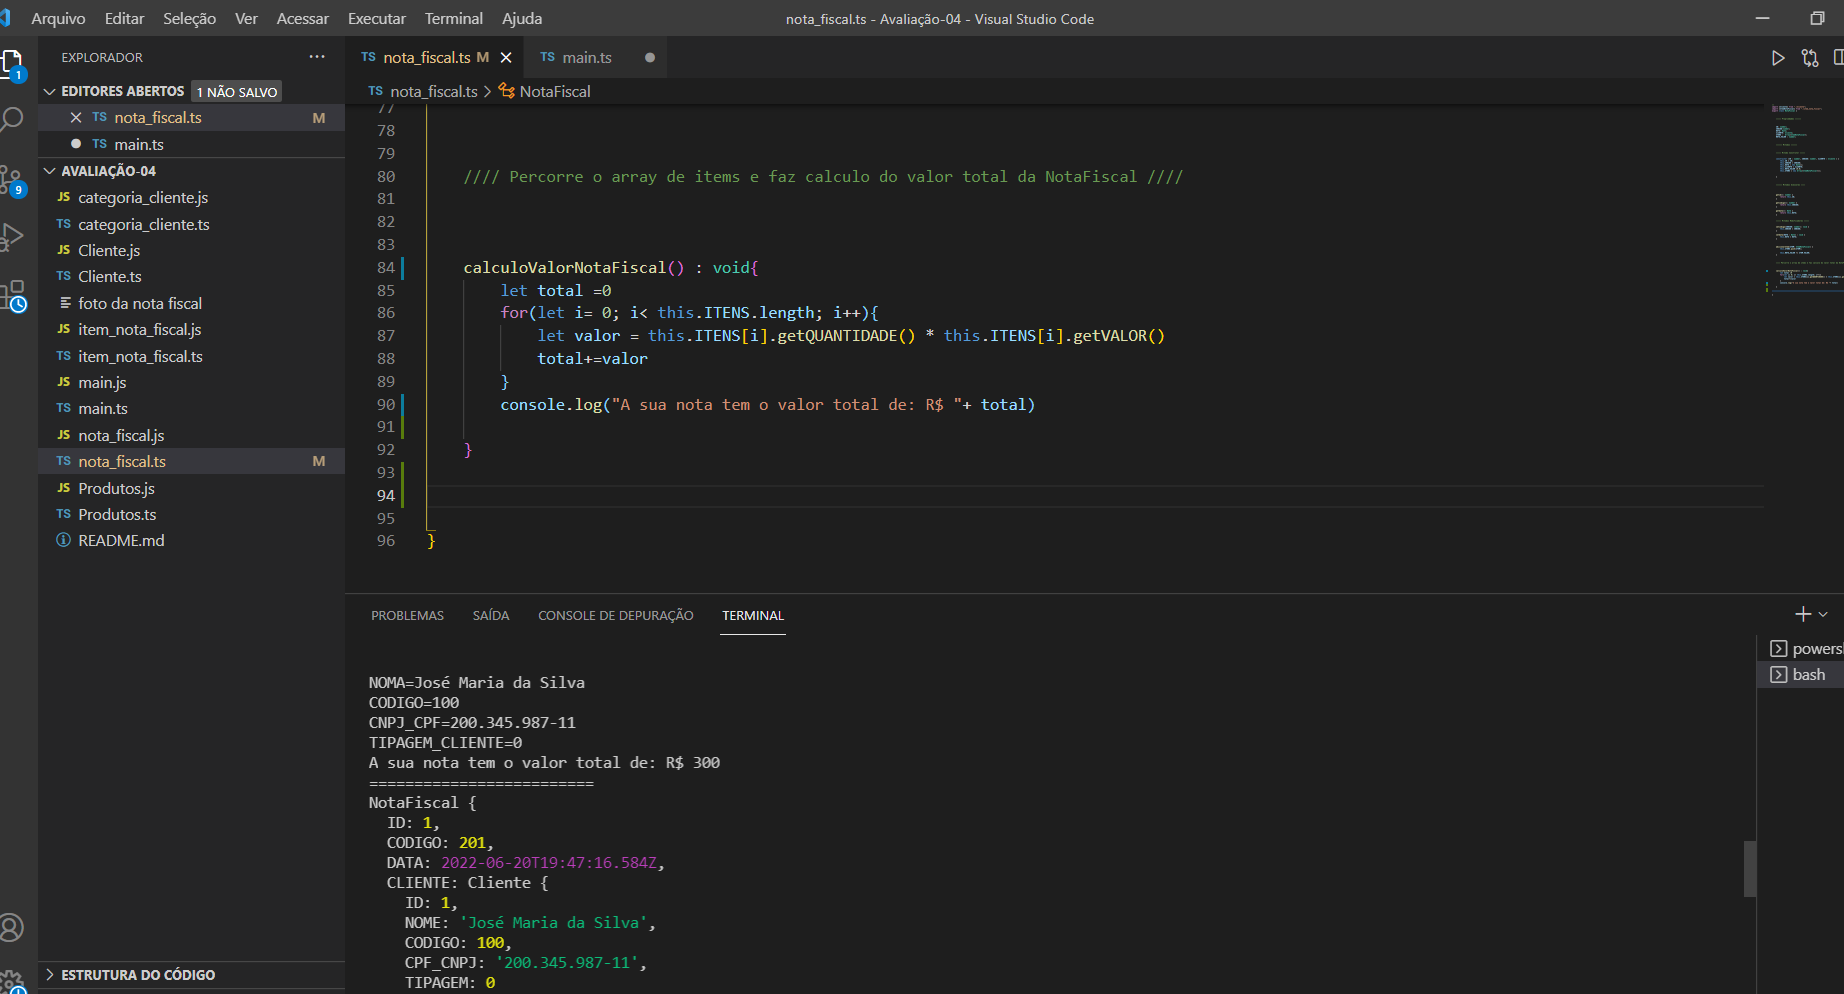 Arquivo Editar Seleção Ver Acessar Executar Terminal Ajuda
nota_fiscal.ts - Avaliação-04 - Visual Studio Code
EXPLORADOR ...
EDITORES ABERTOS 1 NÃO SALVO
TS nota_fiscal.ts M
TS main.ts
AVALIAÇÃO-04
JS categoria_cliente.js
TS categoria_cliente.ts
JS Cliente.js
TS Cliente.ts
foto da nota fiscal
JS item_nota_fiscal.js
TS item_nota_fiscal.ts
JS main.js
TS main.ts
JS nota_fiscal.js
TS nota_fiscal.ts M
JS Produtos.js
TS Produtos.ts
README.md
ESTRUTURA DO CÓDIGO
1
9
TS nota_fiscal.ts M
TS main.ts
TS nota_fiscal.ts > NotaFiscal
77
78
79
80 //// Percorre o array de items e faz calculo do valor total da NotaFiscal ////
81
82
83
84 calculoValorNotaFiscal() : void{
85 let total =0
86 for(let i= 0; i< this.ITENS.length; i++){
87 let valor = this.ITENS[i].getQUANTIDADE() * this.ITENS[i].getVALOR()
88 total+=valor
89 }
90 console.log("A sua nota tem o valor total de: R$ "+ total)
91
92 }
93
94
95
96 }
PROBLEMAS SAÍDA CONSOLE DE DEPURAÇÃO TERMINAL
powers
bash
NOMA=José Maria da Silva
CODIGO=100
CNPJ_CPF=200.345.987-11
TIPAGEM_CLIENTE=0
A sua nota tem o valor total de: R$ 300
=========================
NotaFiscal {
ID: 1,
CODIGO: 201,
DATA: 2022-06-20T19:47:16.584Z,
CLIENTE: Cliente {
ID: 1,
NOME: 'José Maria da Silva',
CODIGO: 100,
CPF_CNPJ: '200.345.987-11',
TIPAGEM: 0